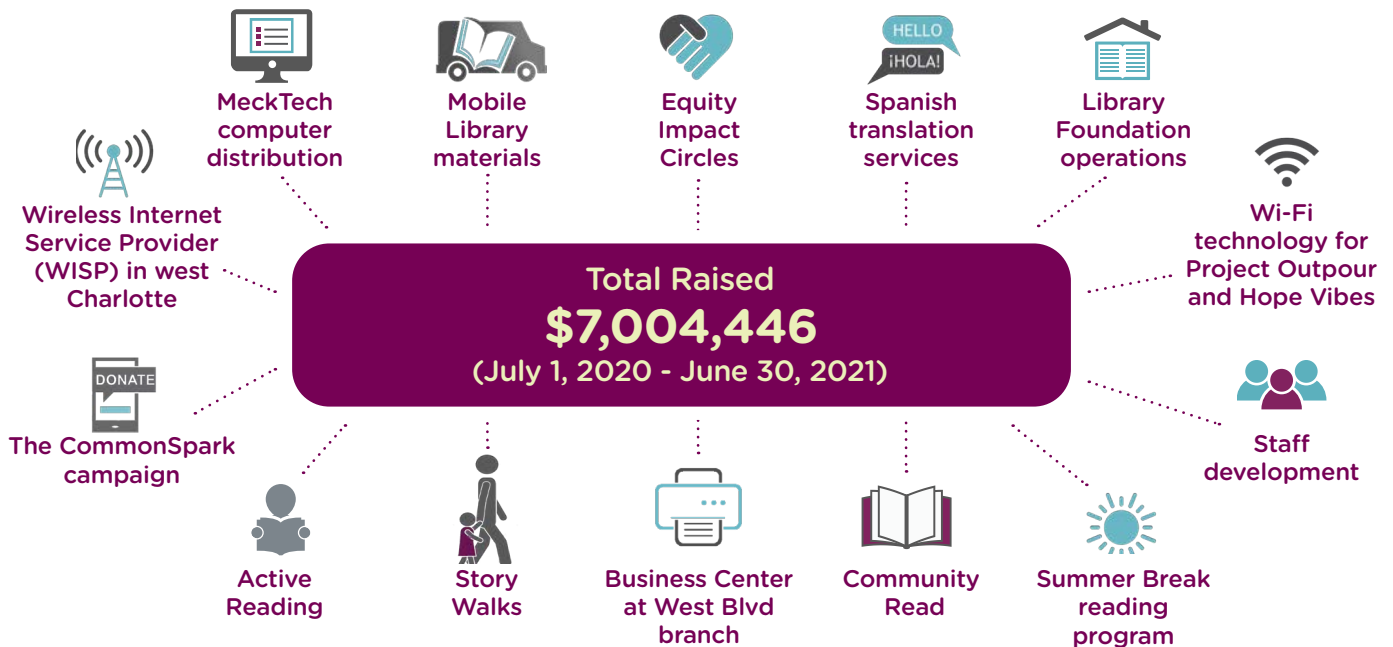 MeckTech
computer
distribution
Mobile
Library
materials
Equity
Impact
Circles
HELLO
¡HOLA!
Spanish
translation
services
Library
Foundation
operations
Wireless Internet
Service Provider
(WISP) in west
Charlotte
Wi-Fi
technology for
Project Outpour
and Hope Vibes
Total Raised
$7,004,446
(July 1, 2020 - June 30, 2021)
DONATE
The CommonSpark
campaign
Staff
development
Active
Reading
Story
Walks
Business Center
at West Blvd
branch
Community
Read
Summer Break
reading
program